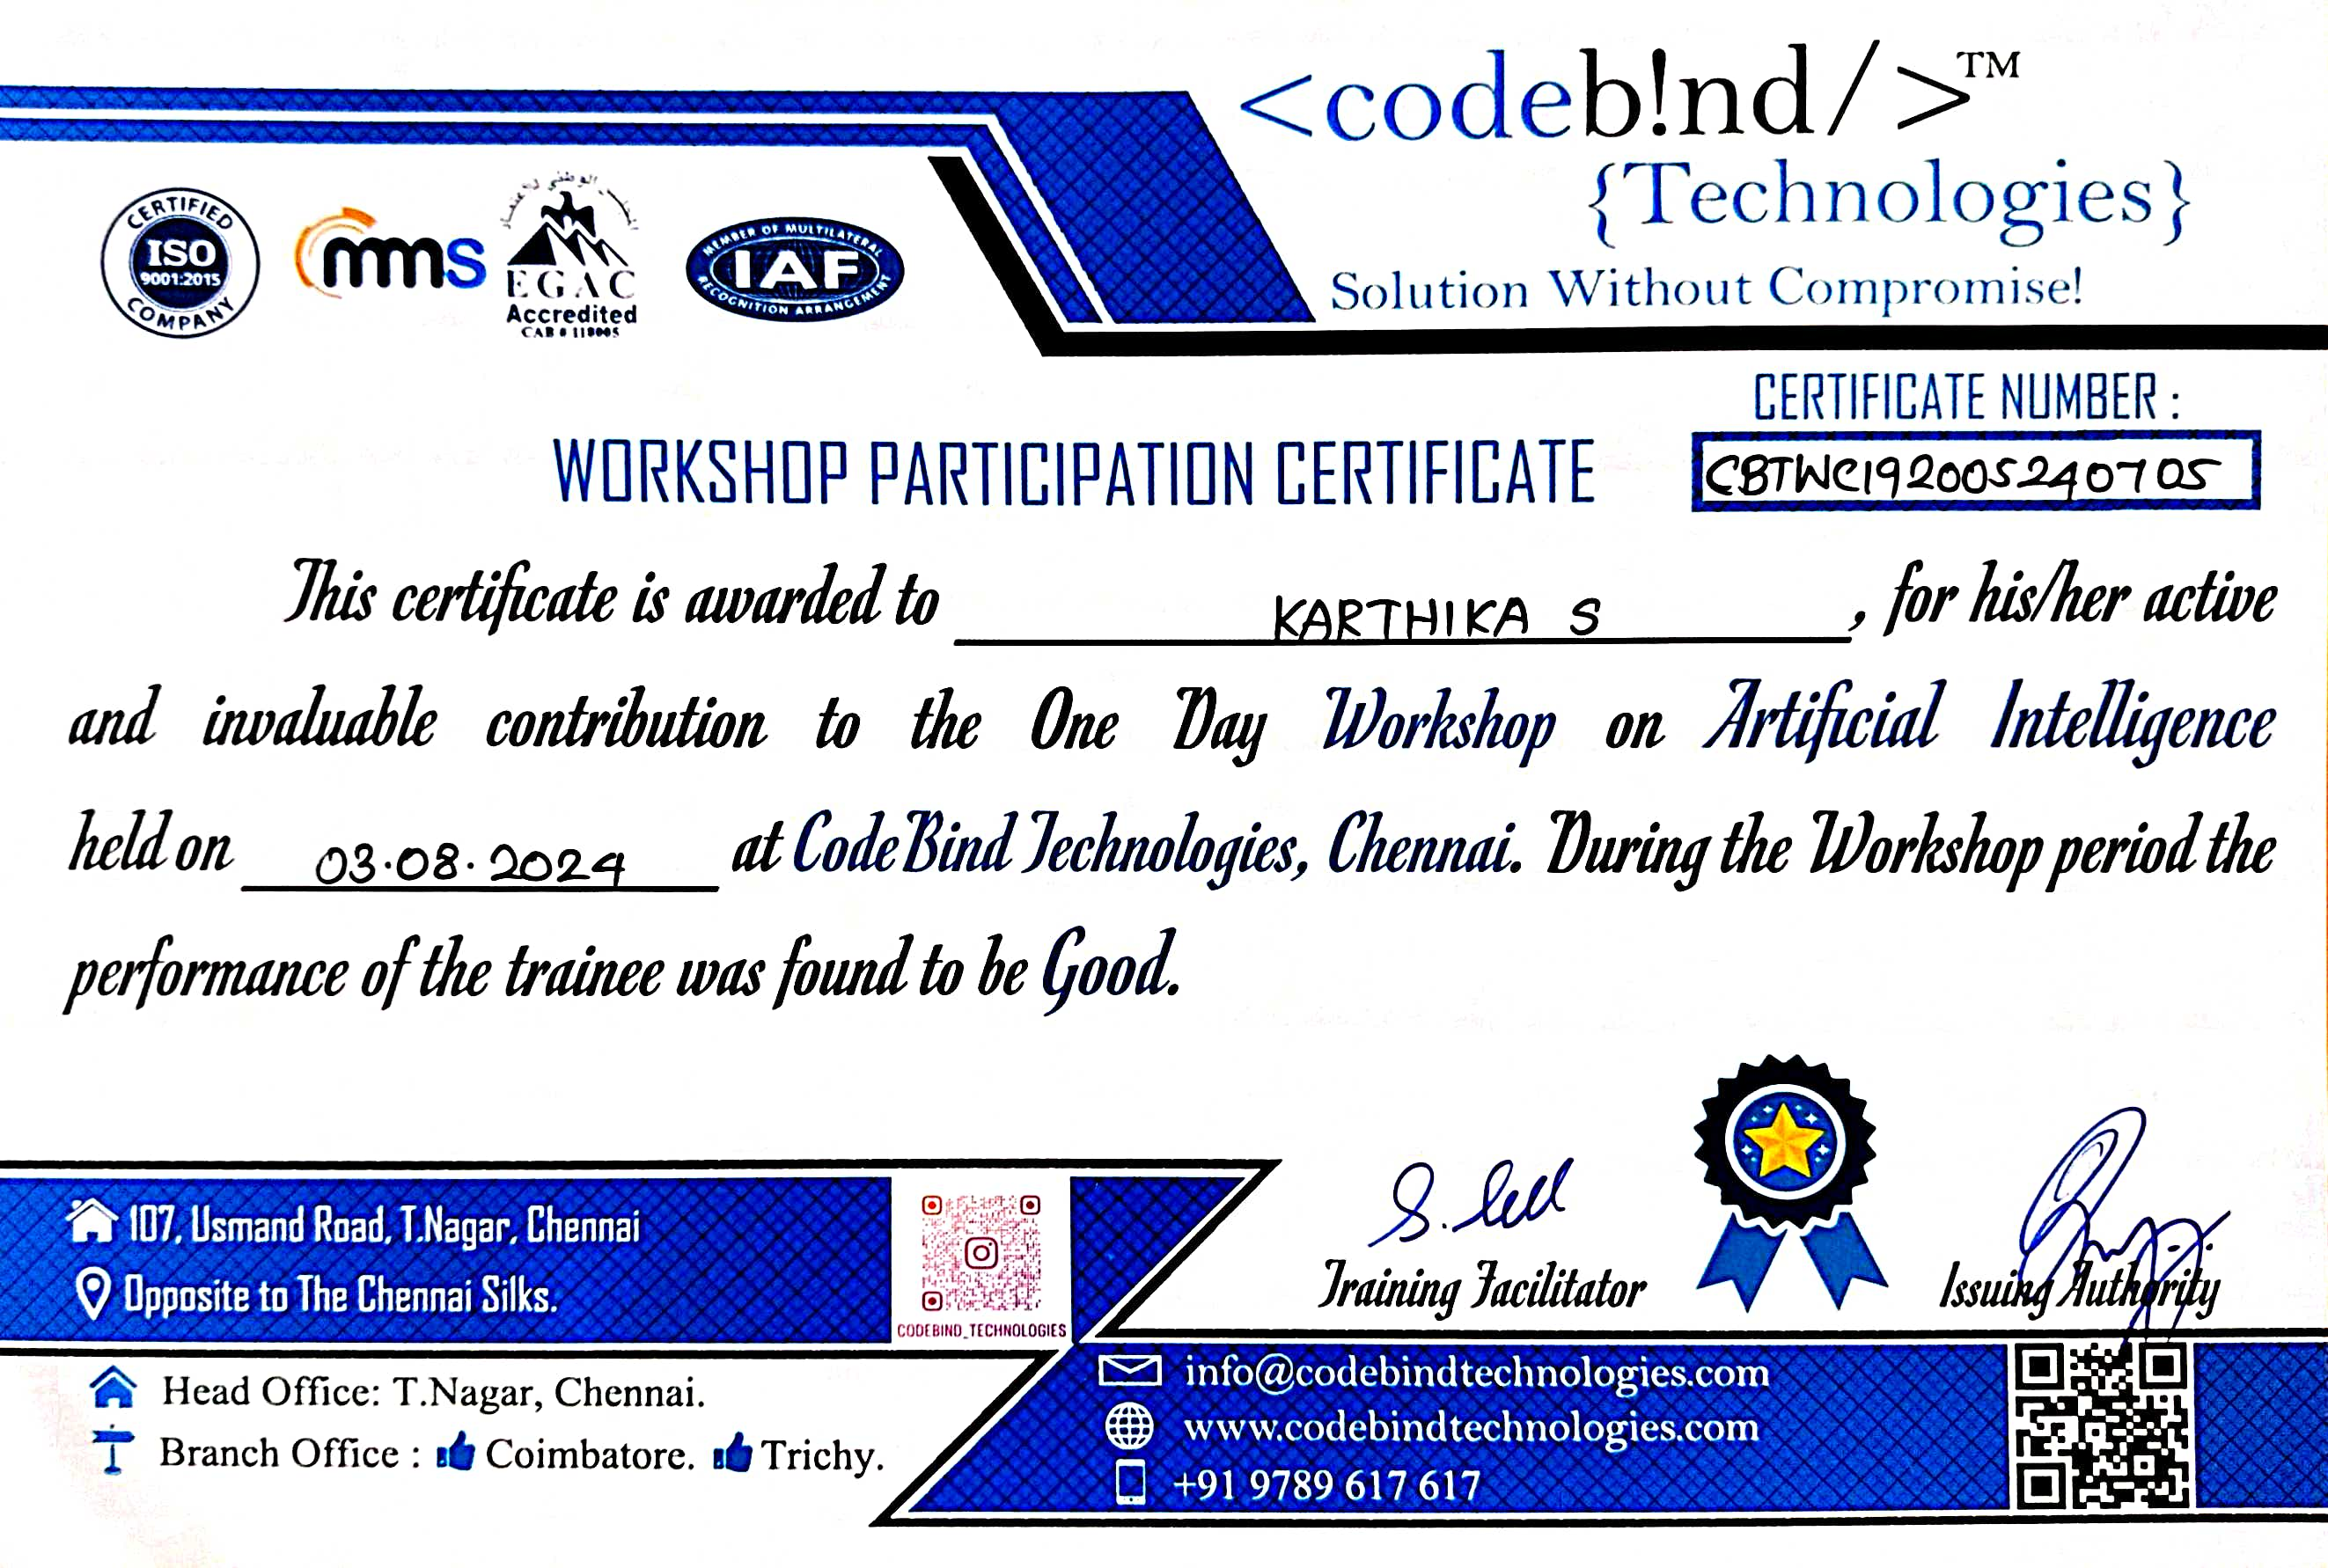 <codeb!nd/>™
{Technologies}
Solution Without Compromise!
CERTIFIED
ISO
9001:2015
COMPANY
mms
EGAC
Accredited
CAB # 118005
MEMBER OF MULTILATERAL
IAF
RECOGNITION ARRANGEMENT
CERTIFICATE NUMBER :
CBTWC192005240705
WORKSHOP PARTICIPATION CERTIFICATE
This certificate is awarded to KARTHIKA S , for his/her active
and invaluable contribution to the One Day Workshop on Artificial Intelligence
held on 03.08.2024 at CodeBind Technologies, Chennai. During the Workshop period the
performance of the trainee was found to be Good.
107, Usmand Road, T.Nagar, Chennai
Opposite to The Chennai Silks.
CODEBIND_TECHNOLOGIES
Training Facilitator
Issuing Authority
Head Office: T.Nagar, Chennai.
Branch Office : Coimbatore. Trichy.
info@codebindtechnologies.com
www.codebindtechnologies.com
+91 9789 617 617